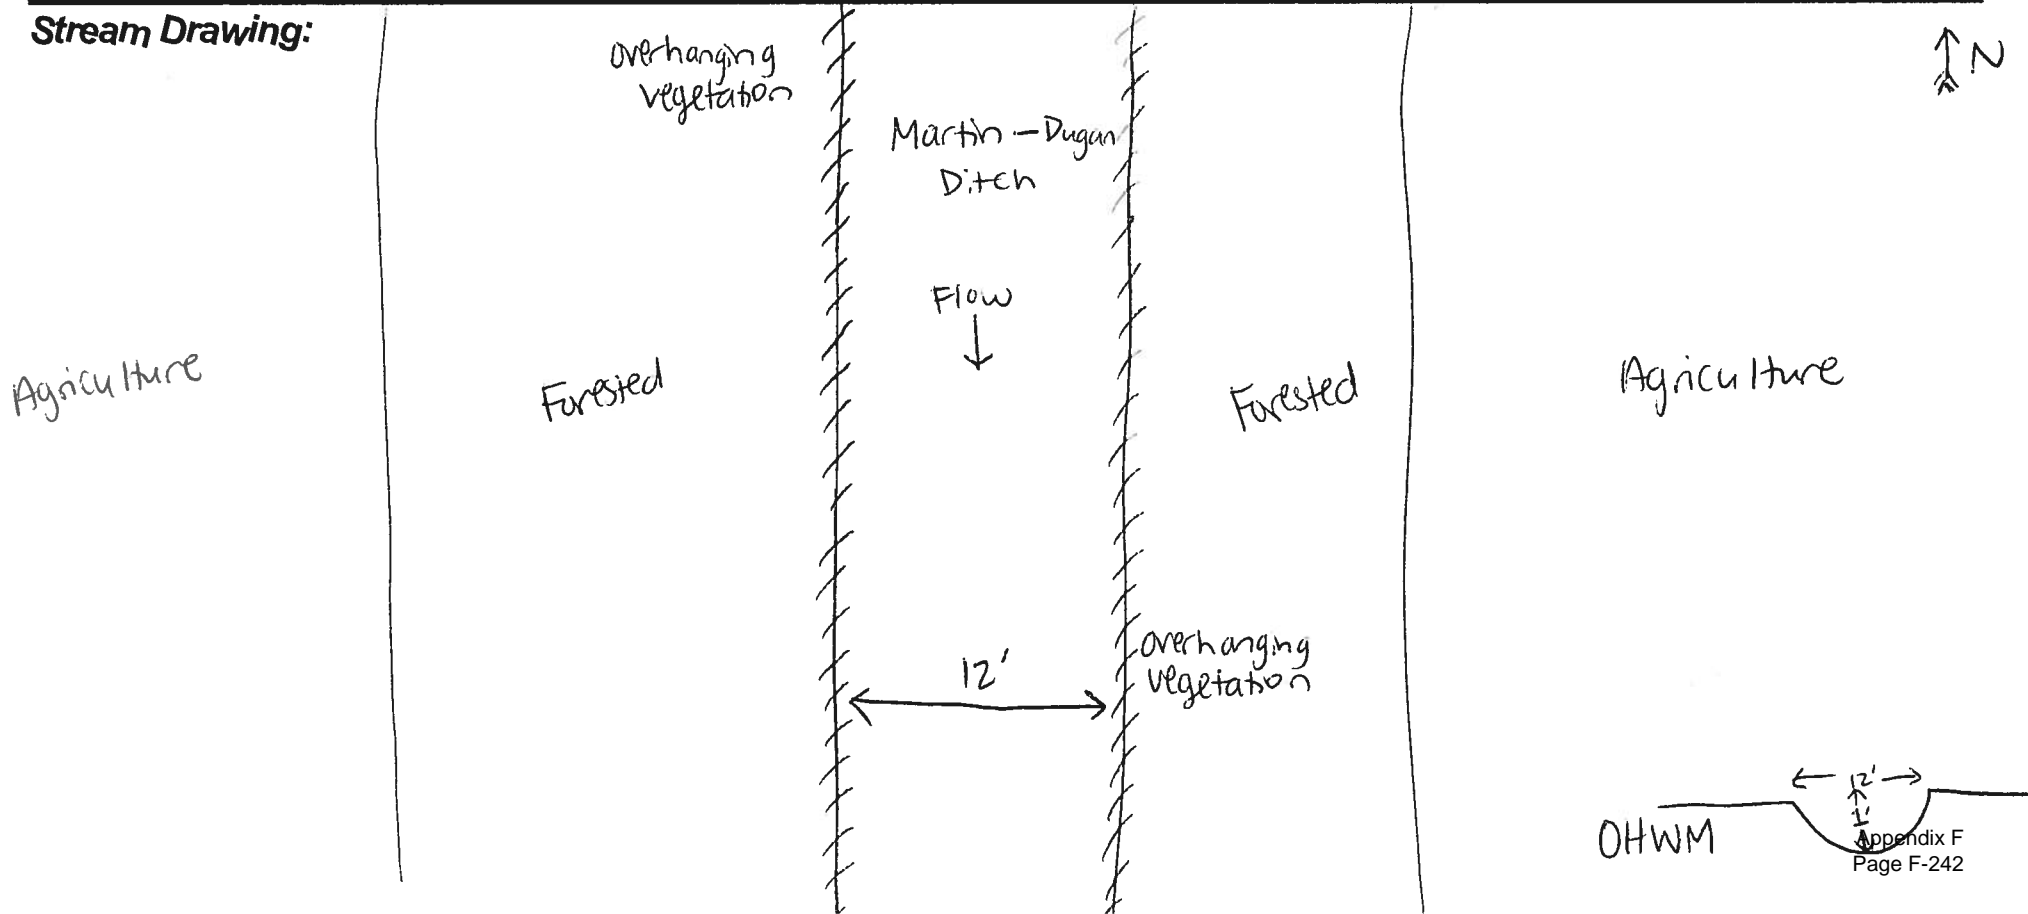 Stream Drawing:
N
Overhanging
vegetation
Martin-Dugan
Ditch
Flow
Agriculture
Forested
Forested
Agriculture
12'
overhanging
vegetation
12'
1'
OHWM
Appendix F
Page F-242